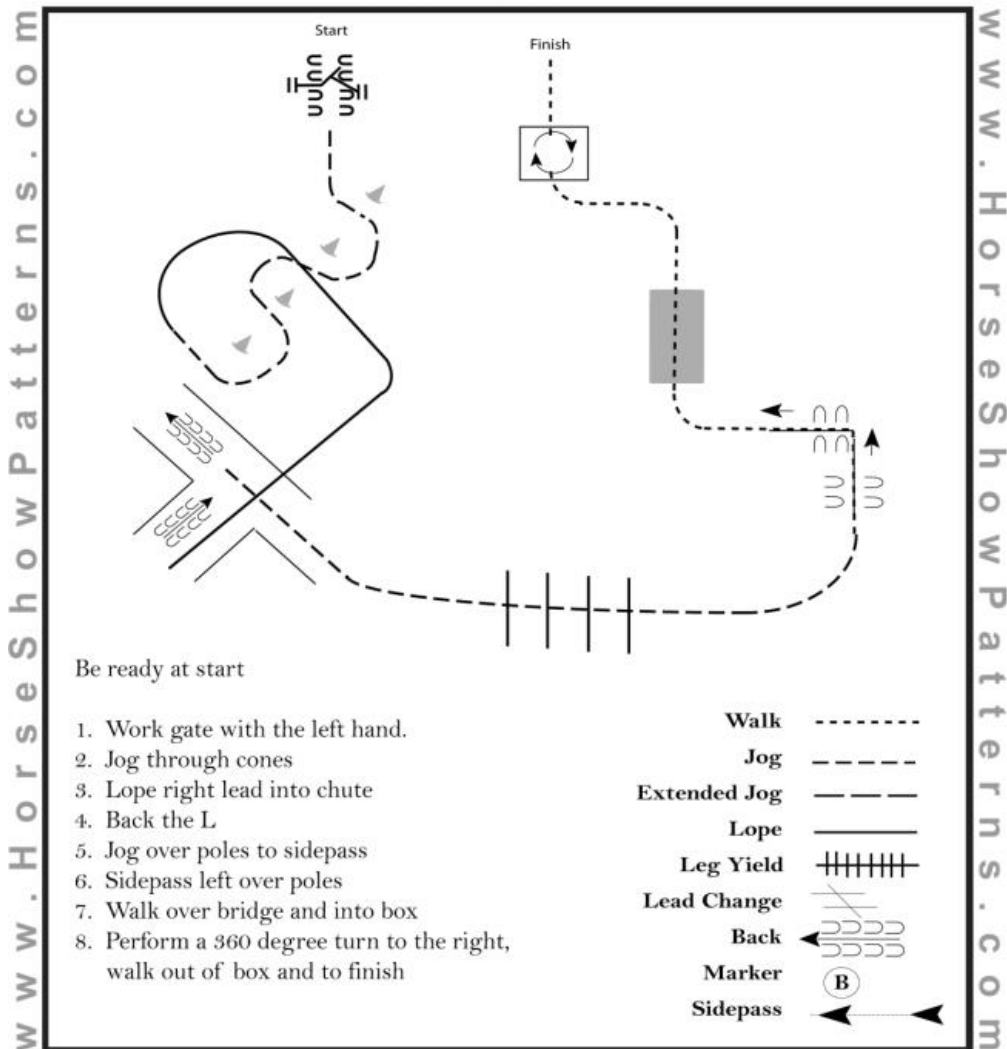 www.HorseShowPatterns.com
Start
Finish
Be ready at start
1. Work gate with the left hand.
2. Jog through cones
3. Lope right lead into chute
4. Back the L
5. Jog over poles to sidepass
6. Sidepass left over poles
7. Walk over bridge and into box
8. Perform a 360 degree turn to the right,
walk out of box and to finish
Walk
Jog
Extended Jog
Lope
Leg Yield
Lead Change
Back
Marker
B
Sidepass
www.HorseShowPatterns.com